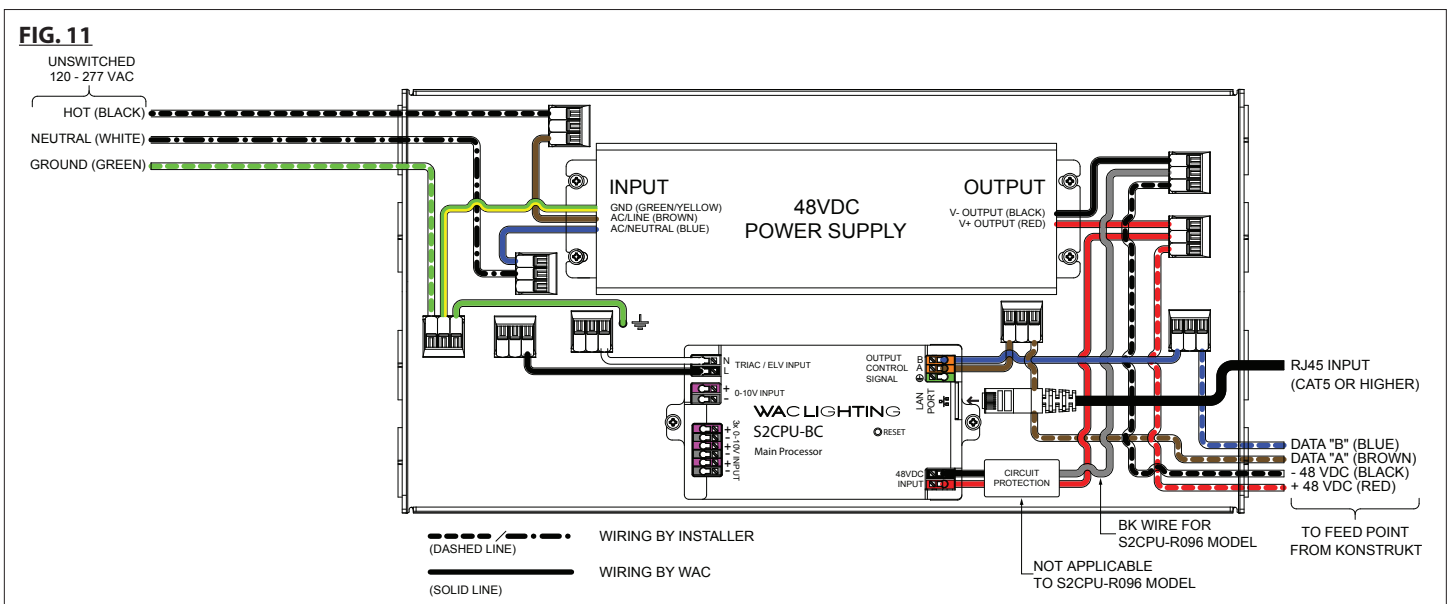 FIG. 11
UNSWITCHED
120 - 277 VAC
HOT (BLACK)
NEUTRAL (WHITE)
GROUND (GREEN)
INPUT
GND (GREEN/YELLOW)
AC/LINE (BROWN)
AC/NEUTRAL (BLUE)
48VDC
POWER SUPPLY
OUTPUT
V- OUTPUT (BLACK)
V+ OUTPUT (RED)
N
L
TRIAC / ELV INPUT
+
-
0-10V INPUT
3x 0-10V INPUT
+
-
+
-
+
-
WAC LIGHTING
S2CPU-BC
Main Processor
RESET
OUTPUT
CONTROL
SIGNAL
B
A
LAN
PORT
48VDC
INPUT
CIRCUIT
PROTECTION
RJ45 INPUT
(CAT5 OR HIGHER)
DATA "B" (BLUE)
DATA "A" (BROWN)
- 48 VDC (BLACK)
+ 48 VDC (RED)
TO FEED POINT
FROM KONSTRUKT
BK WIRE FOR
S2CPU-R096 MODEL
NOT APPLICABLE
TO S2CPU-R096 MODEL
(DASHED LINE)
WIRING BY INSTALLER
WIRING BY WAC
(SOLID LINE)